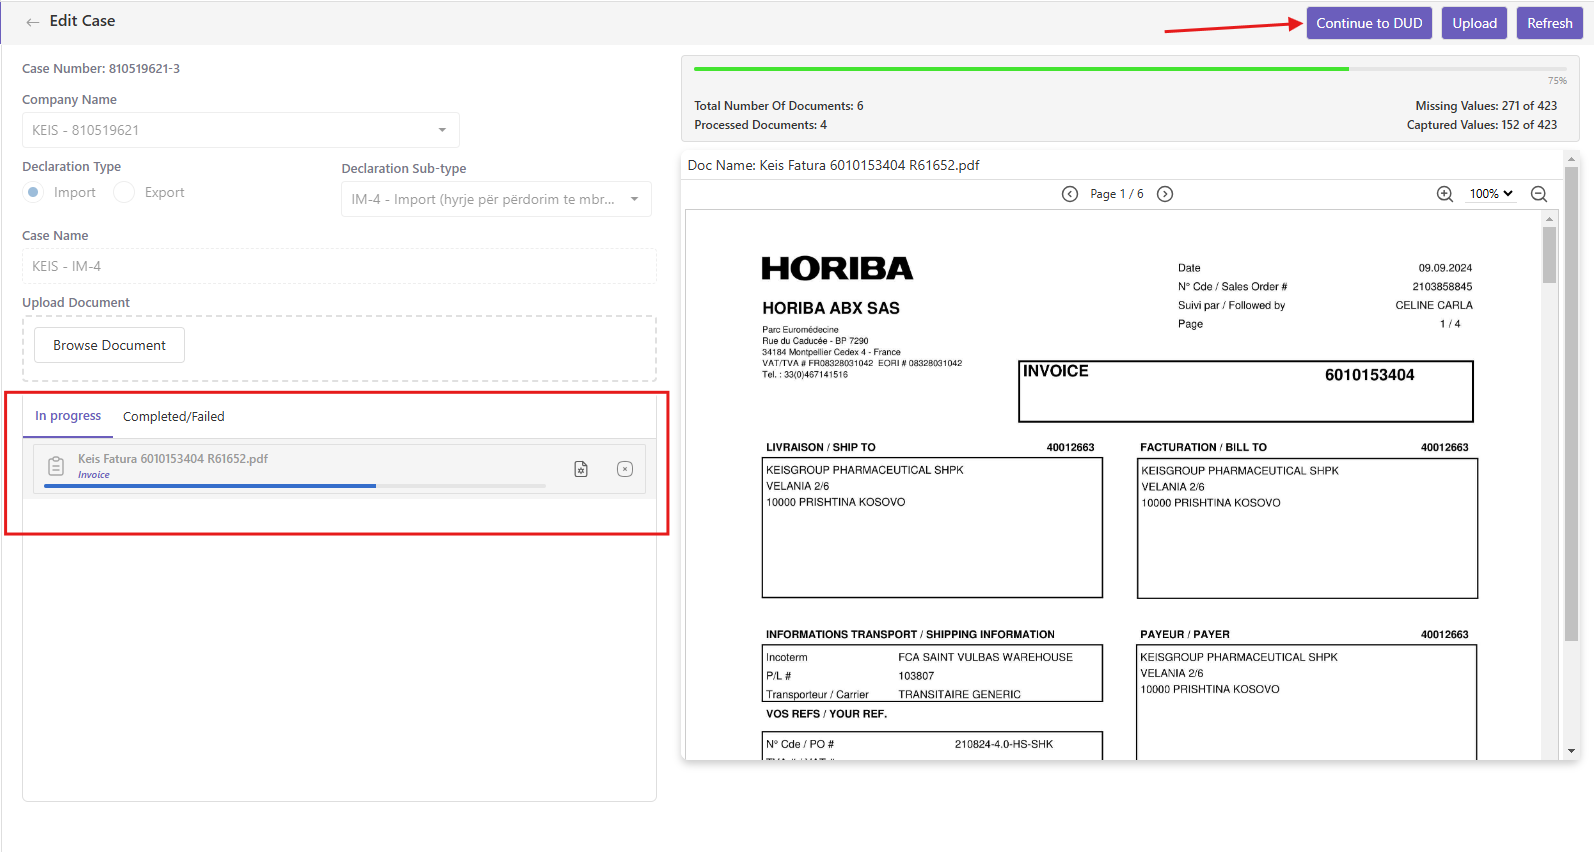 Edit Case
Continue to DUD
Upload
Refresh
Case Number: 810519621-3
Company Name
KEIS - 810519621
Declaration Type
Import
Export
Declaration Sub-type
IM-4 - Import (hyrje për përdorim te mbr...
Case Name
KEIS - IM-4
Upload Document
Browse Document
In progress
Completed/Failed
Keis Fatura 6010153404 R61652.pdf
Invoice
75%
Total Number Of Documents: 6
Missing Values: 271 of 423
Processed Documents: 4
Captured Values: 152 of 423
Doc Name: Keis Fatura 6010153404 R61652.pdf
Page 1 / 6
100%
HORIBA
HORIBA ABX SAS
Parc Euromédecine
Rue du Caducée - BP 7290
34184 Montpellier Cedex 4 - France
VAT/TVA # FR08328031042 EORI # 08328031042
Tel. : 33(0)467141516
Date 09.09.2024
N° Cde / Sales Order # 2103858845
Suivi par / Followed by CELINE CARLA
Page 1 / 4
INVOICE 6010153404
LIVRAISON / SHIP TO 40012663
KEISGROUP PHARMACEUTICAL SHPK
VELANIA 2/6
10000 PRISHTINA KOSOVO
FACTURATION / BILL TO 40012663
KEISGROUP PHARMACEUTICAL SHPK
VELANIA 2/6
10000 PRISHTINA KOSOVO
INFORMATIONS TRANSPORT / SHIPPING INFORMATION
Incoterm FCA SAINT VULBAS WAREHOUSE
P/L # 103807
Transporteur / Carrier TRANSITAIRE GENERIC
PAYEUR / PAYER 40012663
KEISGROUP PHARMACEUTICAL SHPK
VELANIA 2/6
10000 PRISHTINA KOSOVO
VOS REFS / YOUR REF.
N° Cde / PO # 210824-4.0-HS-SHK